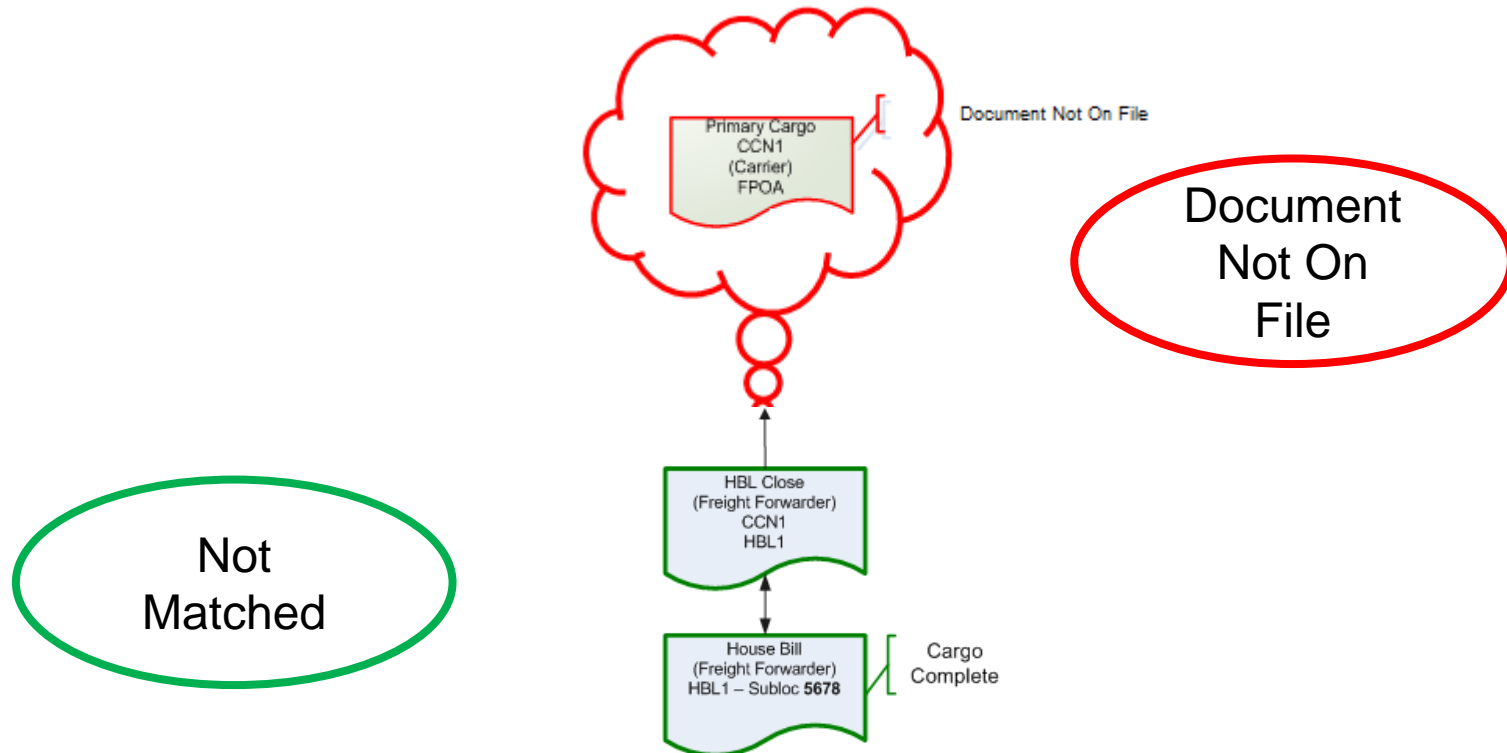 Primary Cargo
CCN1
(Carrier)
FPOA
Document Not On File
Document
Not On
File
HBL Close
(Freight Forwarder)
CCN1
HBL1
Not
Matched
House Bill
(Freight Forwarder)
HBL1 – Subloc 5678
Cargo
Complete